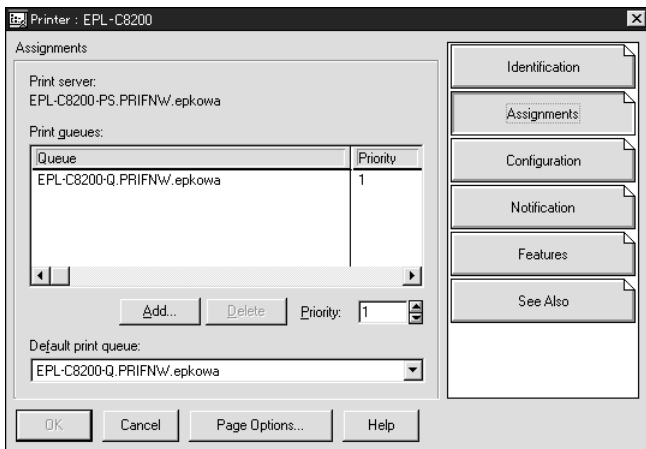 Printer : EPL-C8200
Assignments
Print server:
EPL-C8200-PS.PRIFNW.epkowa
Print queues:
Queue Priority
EPL-C8200-Q.PRIFNW.epkowa 1
Add... Delete Priority: 1
Default print queue:
EPL-C8200-Q.PRIFNW.epkowa
OK Cancel Page Options... Help
Identification
Assignments
Configuration
Notification
Features
See Also